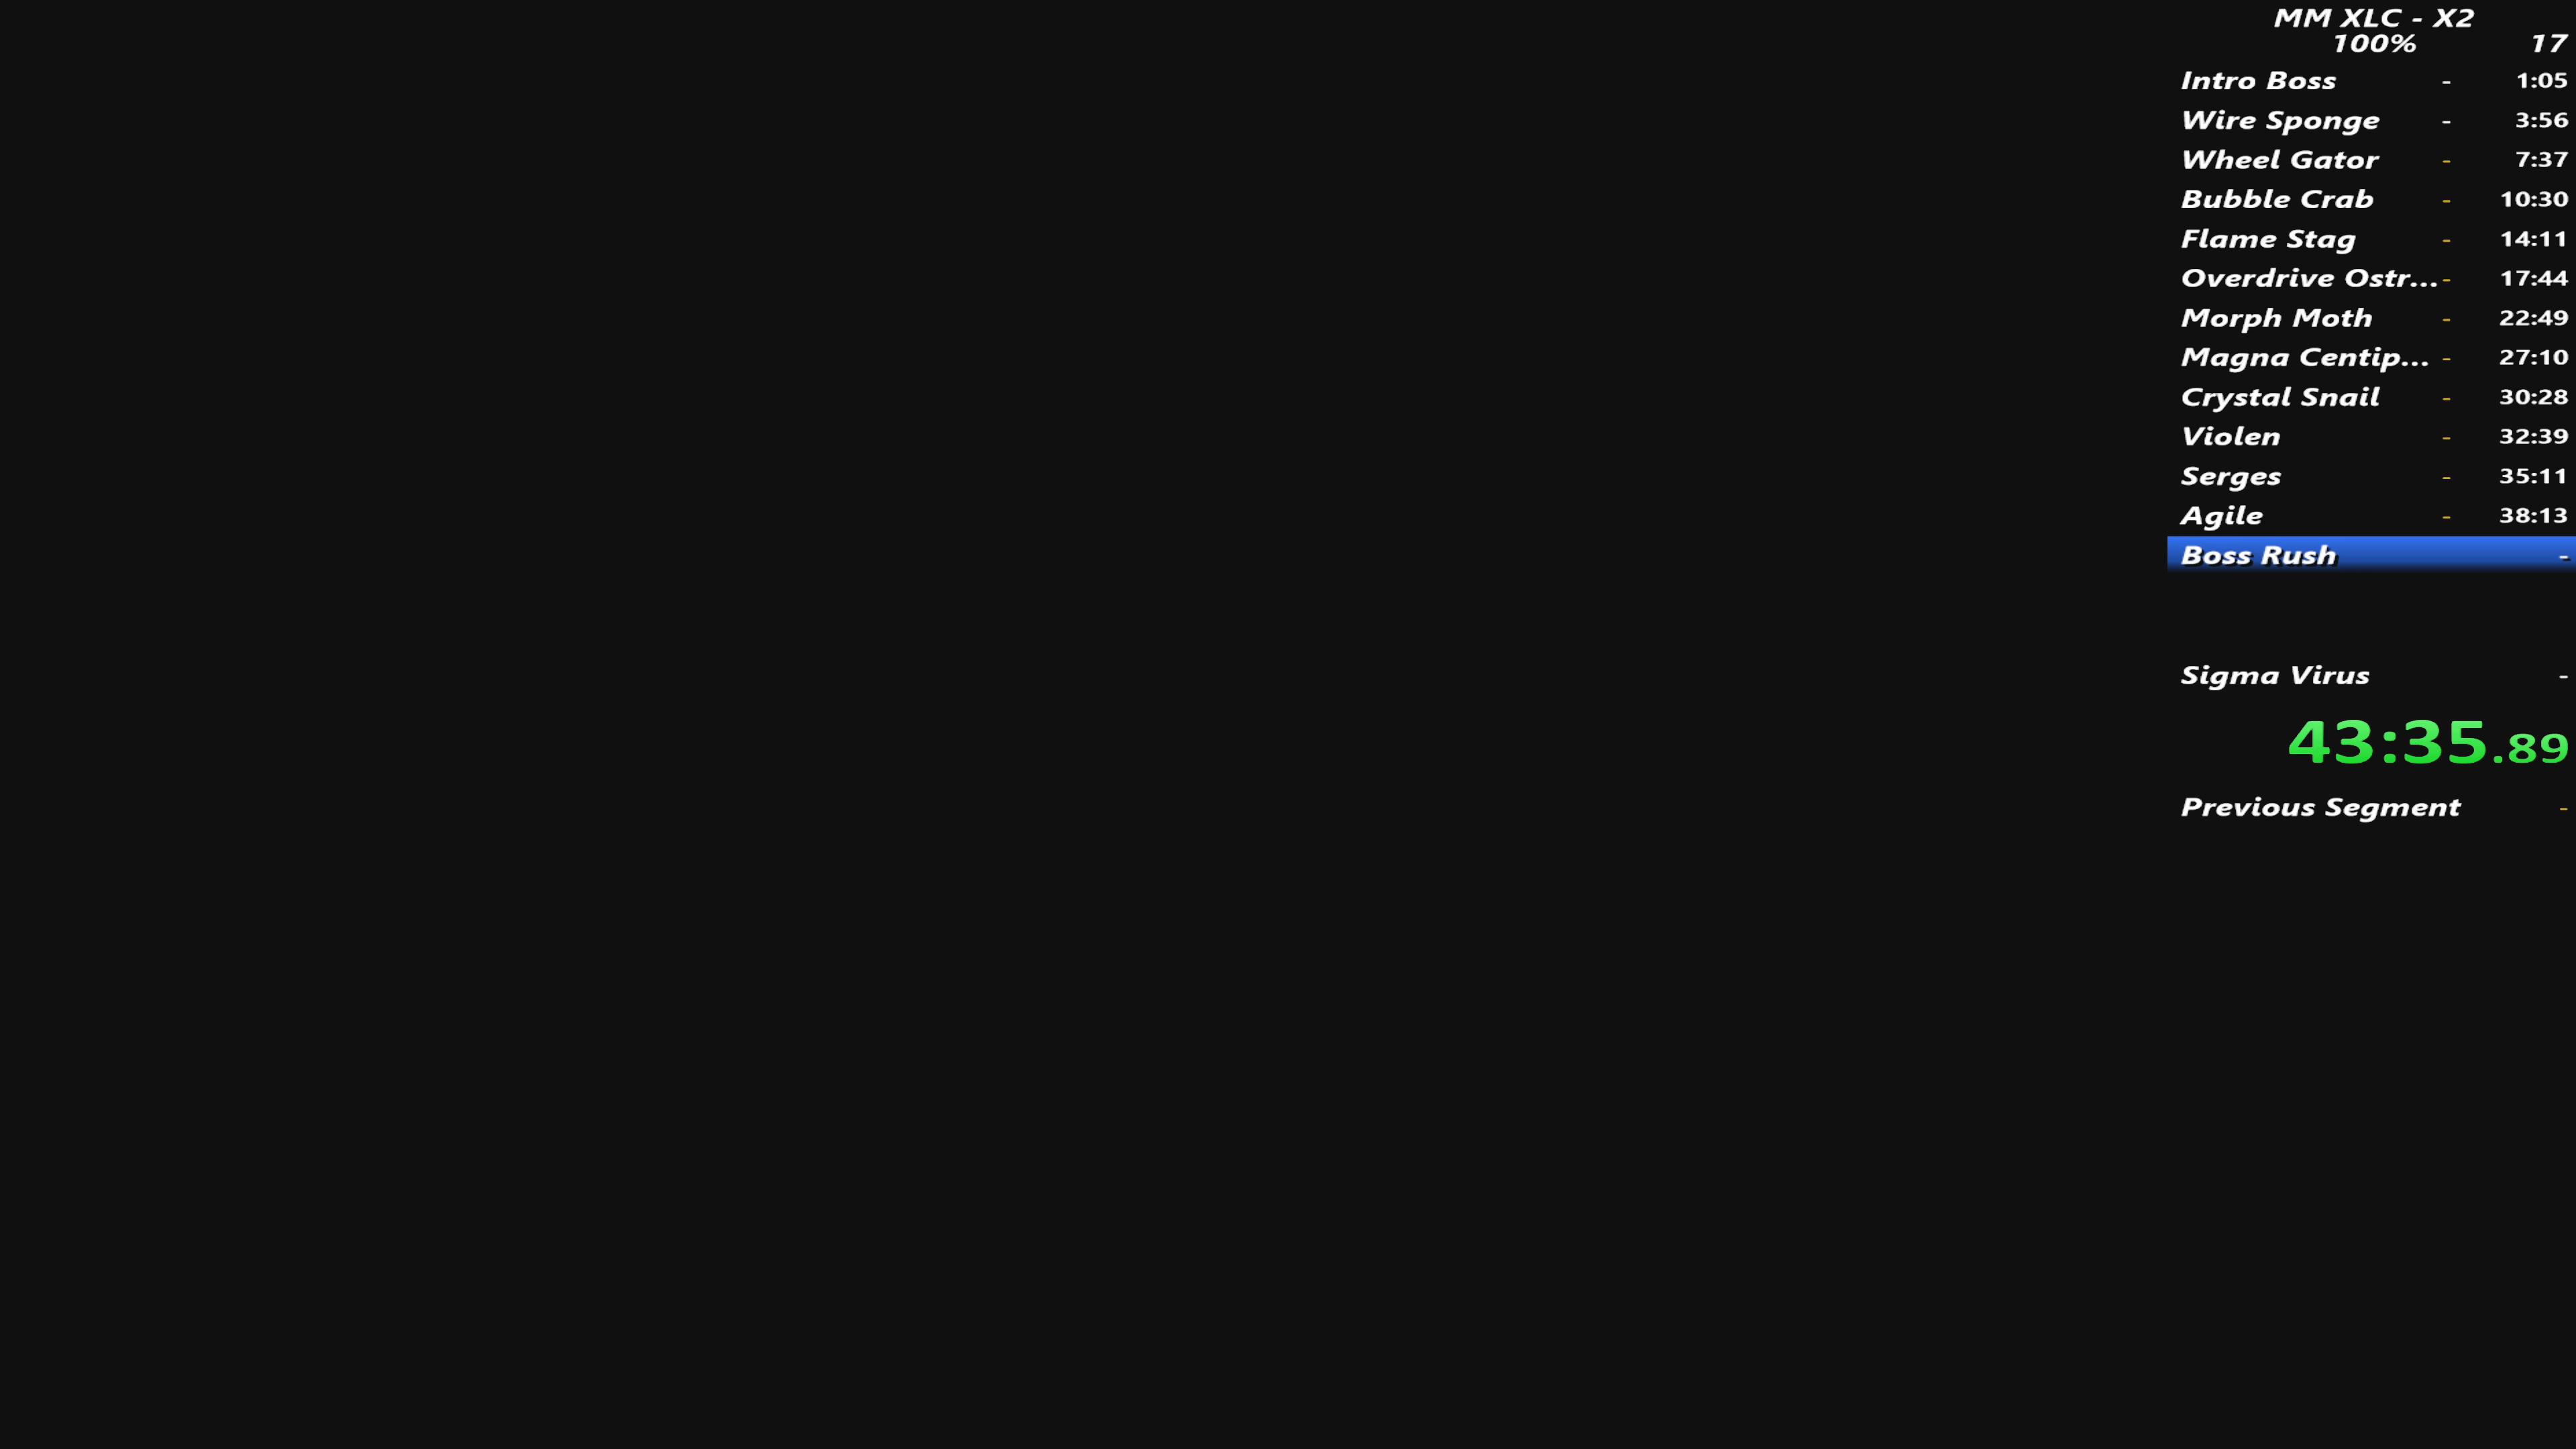 MM XLC - X2
100% 17
Intro Boss - 1:05
Wire Sponge - 3:56
Wheel Gator - 7:37
Bubble Crab - 10:30
Flame Stag - 14:11
Overdrive Ostr... - 17:44
Morph Moth - 22:49
Magna Centip... - 27:10
Crystal Snail - 30:28
Violen - 32:39
Serges - 35:11
Agile - 38:13
Boss Rush -
Sigma Virus -
43:35.89
Previous Segment -